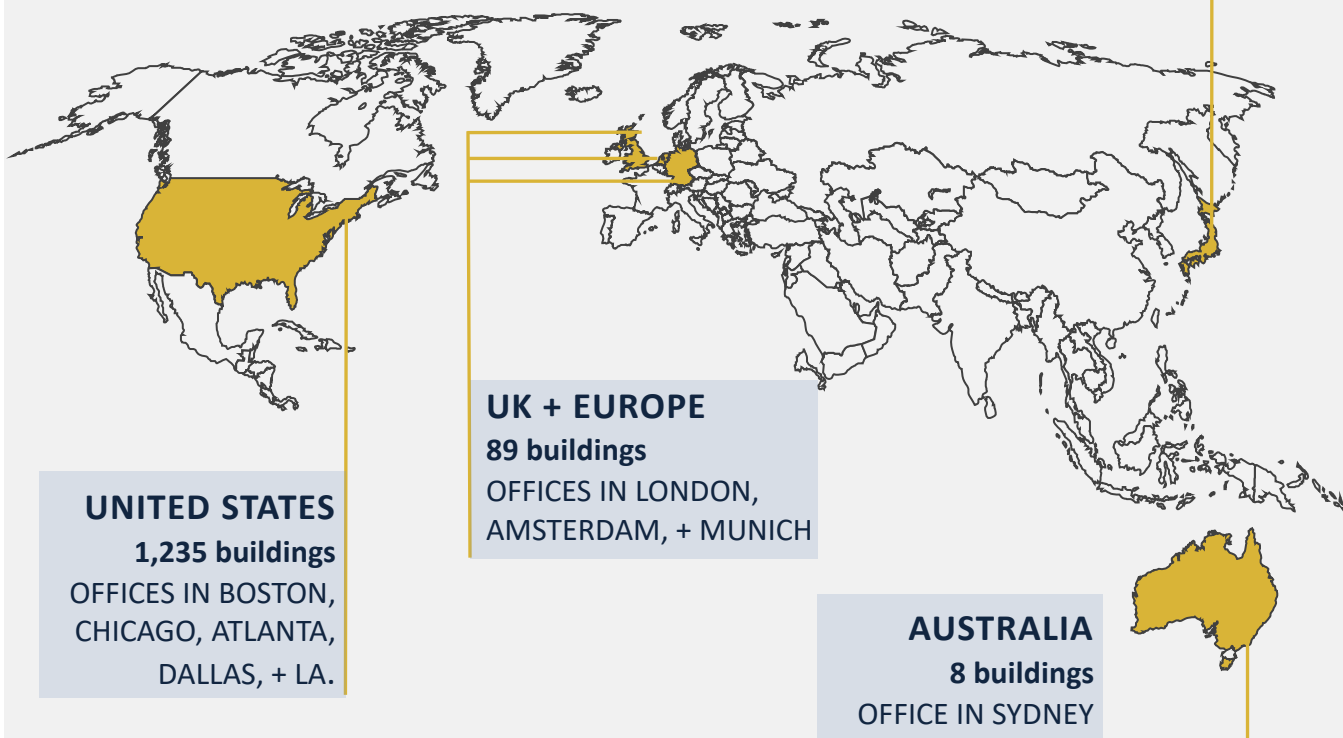 UK + EUROPE
89 buildings
OFFICES IN LONDON,
AMSTERDAM, + MUNICH
UNITED STATES
1,235 buildings
OFFICES IN BOSTON,
CHICAGO, ATLANTA,
DALLAS, + LA.
AUSTRALIA
8 buildings
OFFICE IN SYDNEY